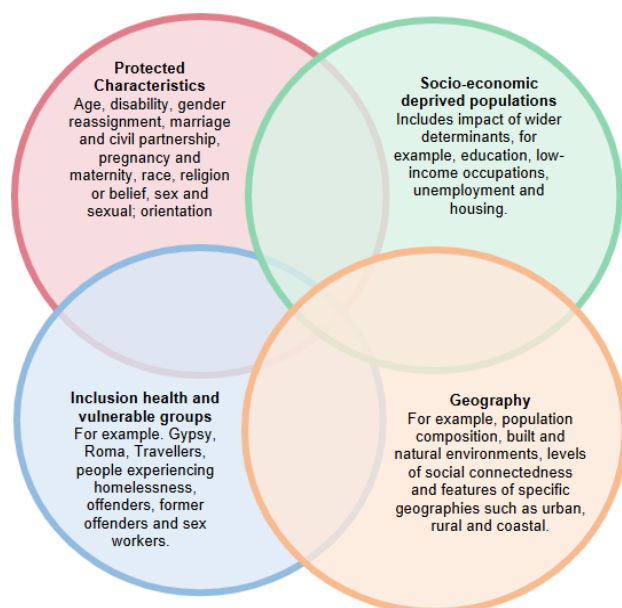 Protected
Characteristics
Age, disability, gender
reassignment, marriage
and civil partnership,
pregnancy and
maternity, race, religion
or belief, sex and
sexual; orientation
Socio-economic
deprived populations
Includes impact of wider
determinants, for
example, education, low-
income occupations,
unemployment and
housing.
Inclusion health and
vulnerable groups
For example. Gypsy,
Roma, Travellers,
people experiencing
homelessness,
offenders, former
offenders and sex
workers.
Geography
For example, population
composition, built and
natural environments, levels
of social connectedness
and features of specific
geographies such as urban,
rural and coastal.